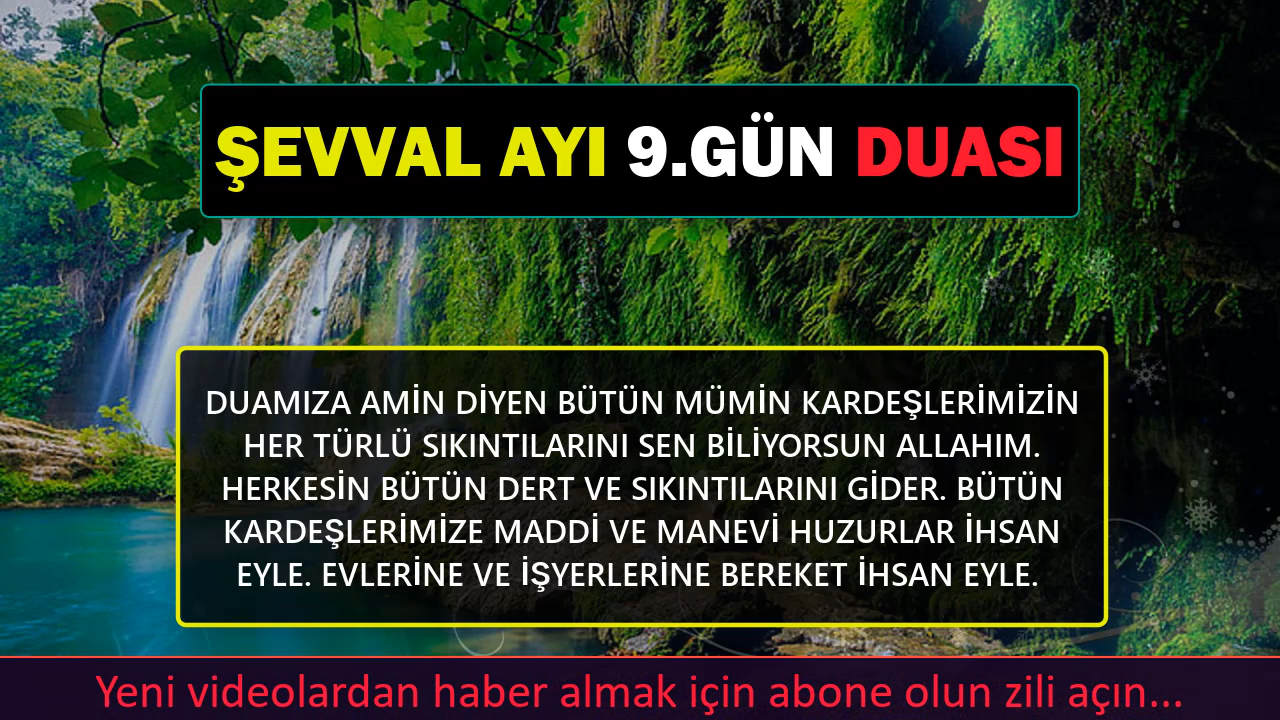 ŞEVVAL AYI 9.GÜN DUASI
DUAMIZA AMİN DİYEN BÜTÜN MÜMİN KARDEŞLERİMİZİN
HER TÜRLÜ SIKINTILARINI SEN BİLİYORSUN ALLAHIM.
HERKESİN BÜTÜN DERT VE SIKINTILARINI GİDER. BÜTÜN
KARDEŞLERİMİZE MADDİ VE MANEVİ HUZURLAR İHSAN
EYLE. EVLERİNE VE İŞYERLERİNE BEREKET İHSAN EYLE.
Yeni videolardan haber almak için abone olun zili açın...